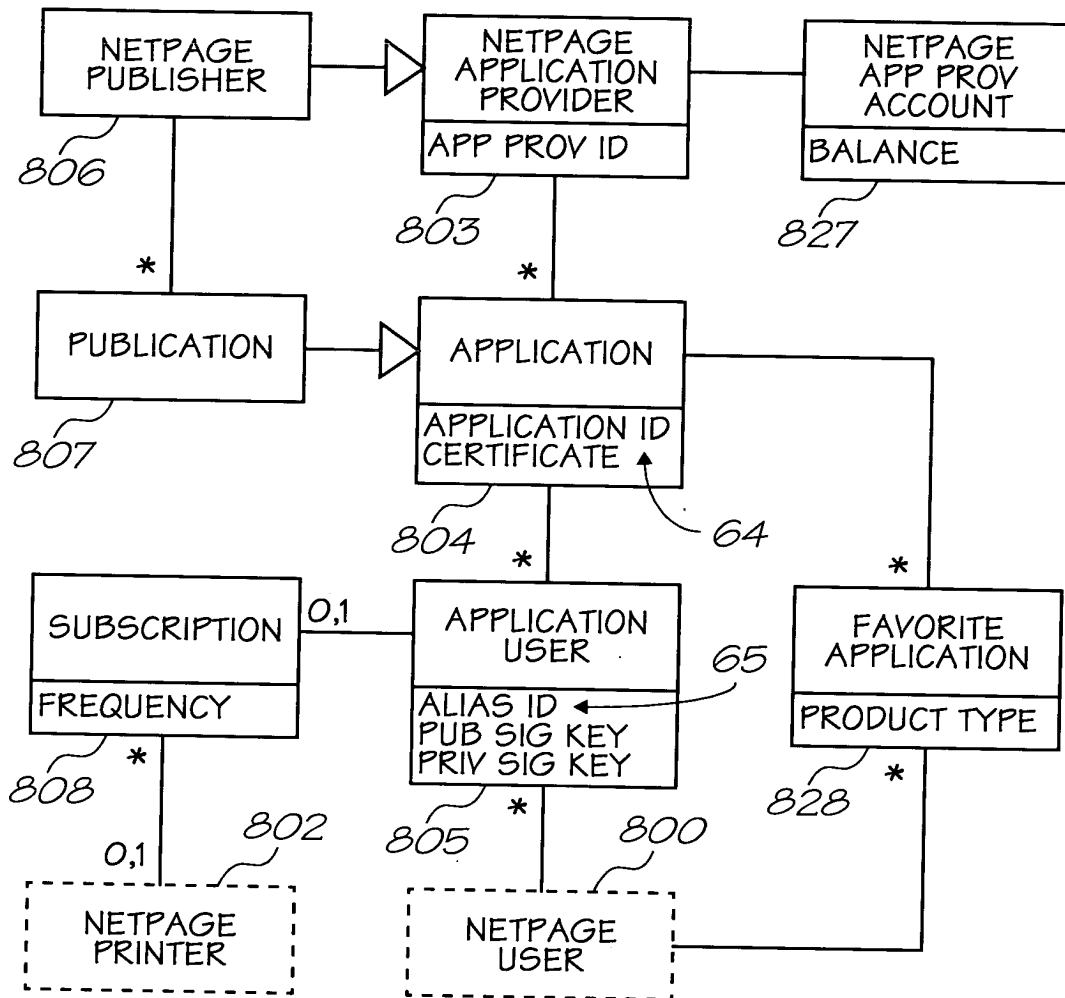 NETPAGE
PUBLISHER
NETPAGE
APPLICATION
PROVIDER
APP PROV ID
NETPAGE
APP PROV
ACCOUNT
BALANCE
806
803
827
*
*
PUBLICATION
APPLICATION
APPLICATION ID
CERTIFICATE
807
804
64
*
*
SUBSCRIPTION
FREQUENCY
0,1
APPLICATION
USER
ALIAS ID
PUB SIG KEY
PRIV SIG KEY
65
FAVORITE
APPLICATION
PRODUCT TYPE
808
*
805
*
828
*
802
800
0,1
NETPAGE
PRINTER
NETPAGE
USER